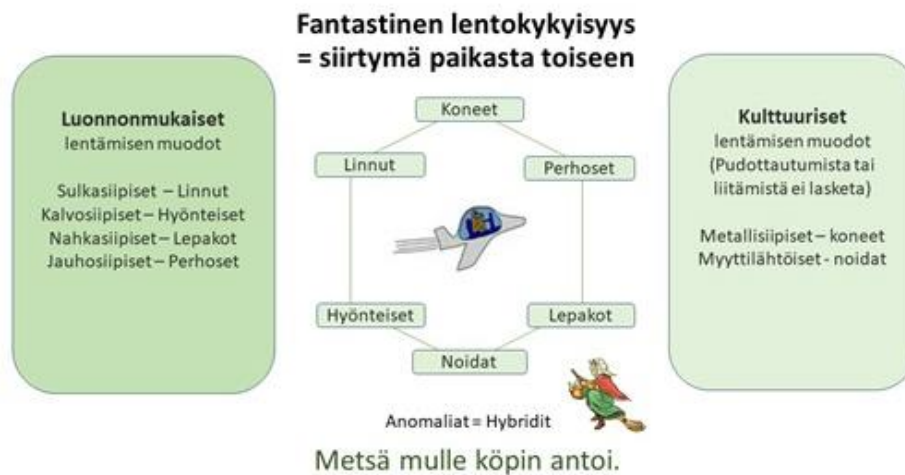 Fantastinen lentokykyisyys
= siirtymä paikasta toiseen
Luonnonmukaiset
lentämisen muodot
Sulkasiipiset – Linnut
Kalvosiipiset – Hyönteiset
Nahkasiipiset – Lepakot
Jauhosiipiset – Perhoset
Koneet
Linnut
Perhoset
Hyönteiset
Lepakot
Noidat
Anomaliat = Hybridit
Kulttuuriset
lentämisen muodot
(Pudottautumista tai
liitämistä ei lasketa)
Metallisiipiset – koneet
Myyttilähtöiset - noidat
Metsä mulle köpin antoi.